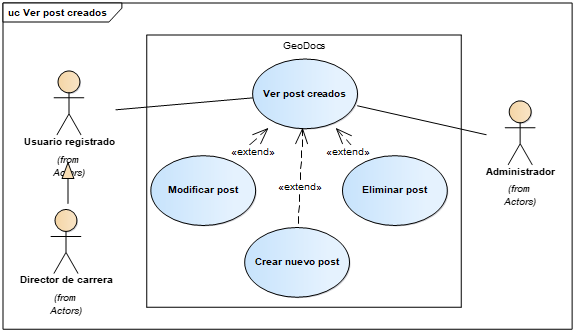 uc Ver post creados
GeoDocs
Ver post creados
Usuario registrado
(from
Actors)
«extend»
«extend»
Administrador
(from
Actors)
Modificar post
«extend»
Eliminar post
Crear nuevo post
Director de carrera
(from
Actors)